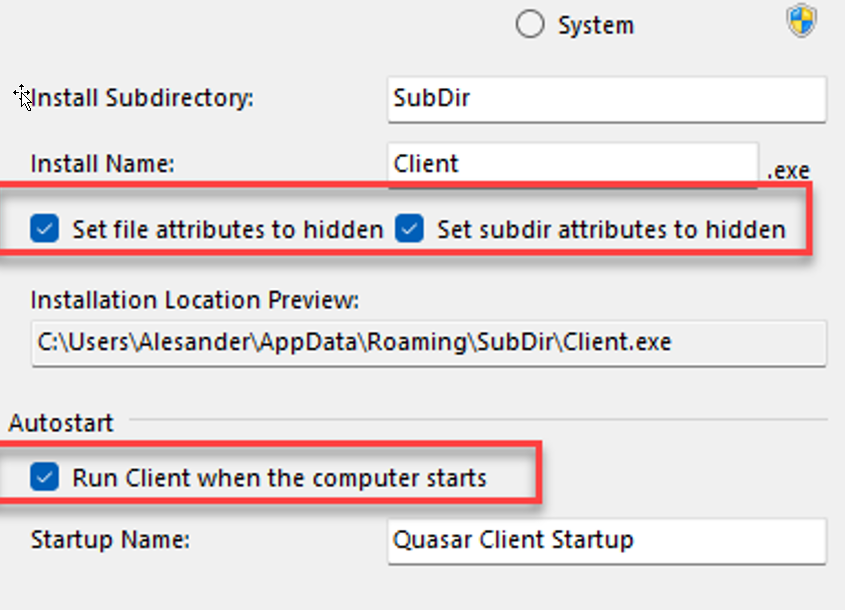 System
Install Subdirectory: SubDir
Install Name: Client .exe
Set file attributes to hidden Set subdir attributes to hidden
Installation Location Preview:
C:\Users\Alesander\AppData\Roaming\SubDir\Client.exe
Autostart
Run Client when the computer starts
Startup Name: Quasar Client Startup